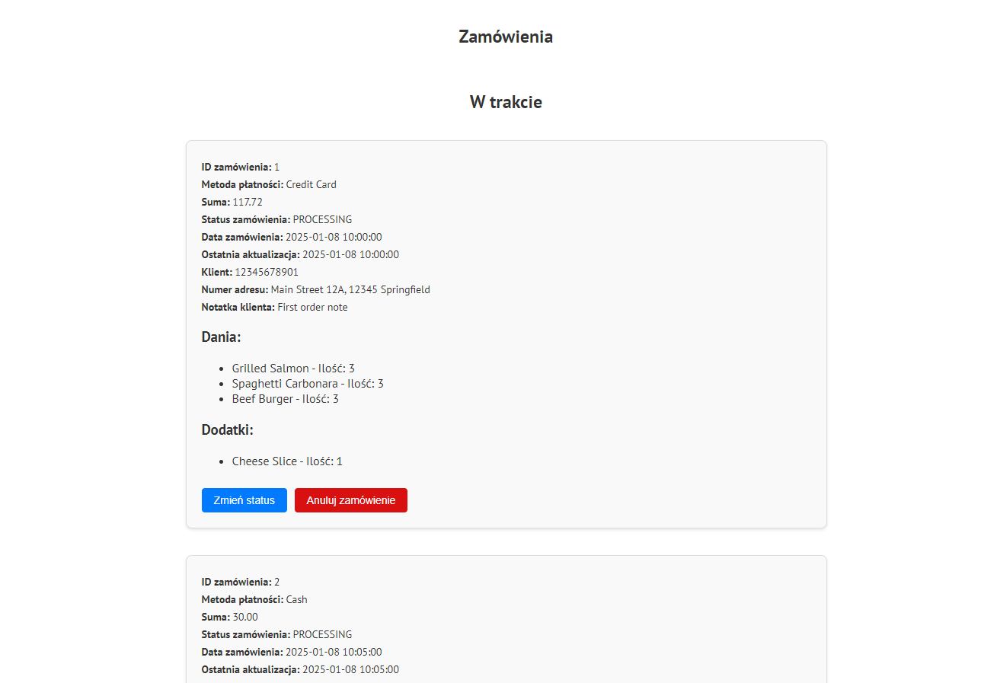 Zamówienia
W trakcie
ID zamówienia: 1
Metoda płatności: Credit Card
Suma: 117.72
Status zamówienia: PROCESSING
Data zamówienia: 2025-01-08 10:00:00
Ostatnia aktualizacja: 2025-01-08 10:00:00
Klient: 12345678901
Numer adresu: Main Street 12A, 12345 Springfield
Notatka klienta: First order note
Dania:
Grilled Salmon - Ilość: 3
Spaghetti Carbonara - Ilość: 3
Beef Burger - Ilość: 3
Dodatki:
Cheese Slice - Ilość: 1
Zmień status Anuluj zamówienie
ID zamówienia: 2
Metoda płatności: Cash
Suma: 30.00
Status zamówienia: PROCESSING
Data zamówienia: 2025-01-08 10:05:00
Ostatnia aktualizacja: 2025-01-08 10:05:00